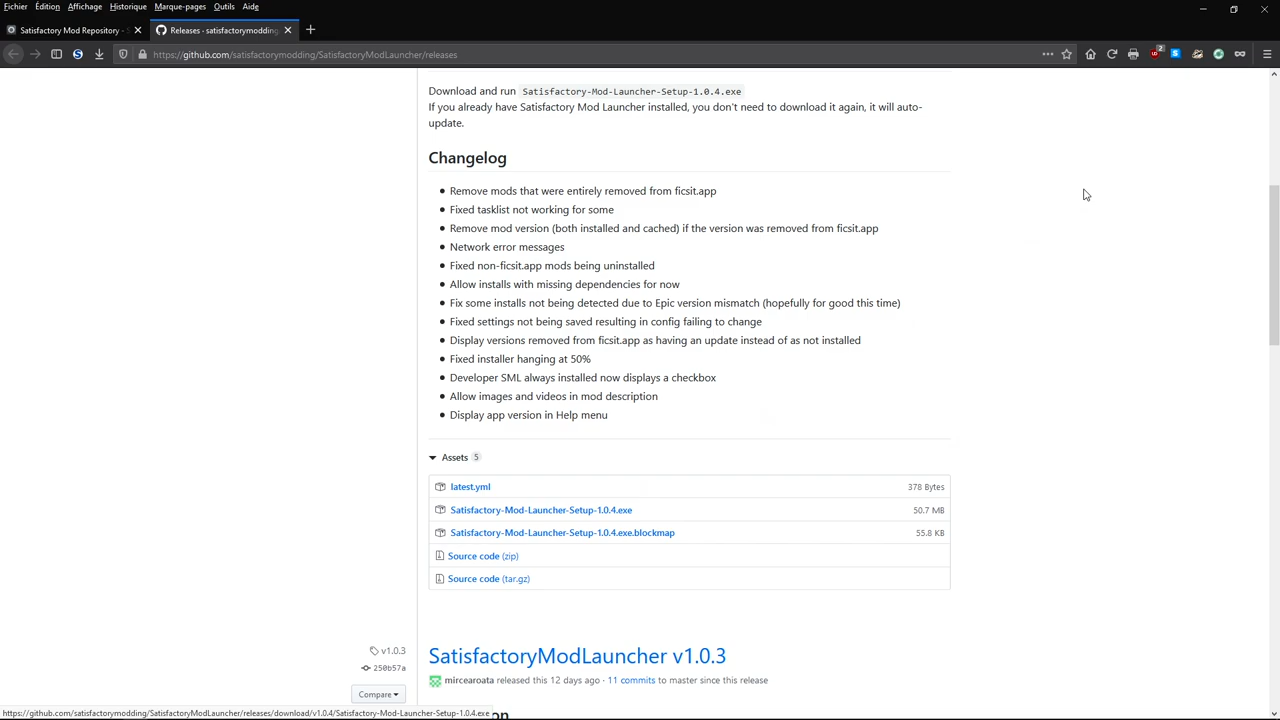 Fichier Édition Affichage Historique Marque-pages Outils Aide
Satisfactory Mod Repository - S
Releases · satisfactorymodding
https://github.com/satisfactorymodding/SatisfactoryModLauncher/releases
2
Download and run Satisfactory-Mod-Launcher-Setup-1.0.4.exe
If you already have Satisfactory Mod Launcher installed, you don't need to download it again, it will auto-
update.
Changelog
Remove mods that were entirely removed from ficsit.app
Fixed tasklist not working for some
Remove mod version (both installed and cached) if the version was removed from ficsit.app
Network error messages
Fixed non-ficsit.app mods being uninstalled
Allow installs with missing dependencies for now
Fix some installs not being detected due to Epic version mismatch (hopefully for good this time)
Fixed settings not being saved resulting in config failing to change
Display versions removed from ficsit.app as having an update instead of as not installed
Fixed installer hanging at 50%
Developer SML always installed now displays a checkbox
Allow images and videos in mod description
Display app version in Help menu
Assets 5
latest.yml 378 Bytes
Satisfactory-Mod-Launcher-Setup-1.0.4.exe 50.7 MB
Satisfactory-Mod-Launcher-Setup-1.0.4.exe.blockmap 55.8 KB
Source code (zip)
Source code (tar.gz)
v1.0.3
250b57a
Compare
SatisfactoryModLauncher v1.0.3
mircearoata released this 12 days ago · 11 commits to master since this release
https://github.com/satisfactorymodding/SatisfactoryModLauncher/releases/download/v1.0.4/Satisfactory-Mod-Launcher-Setup-1.0.4.exe